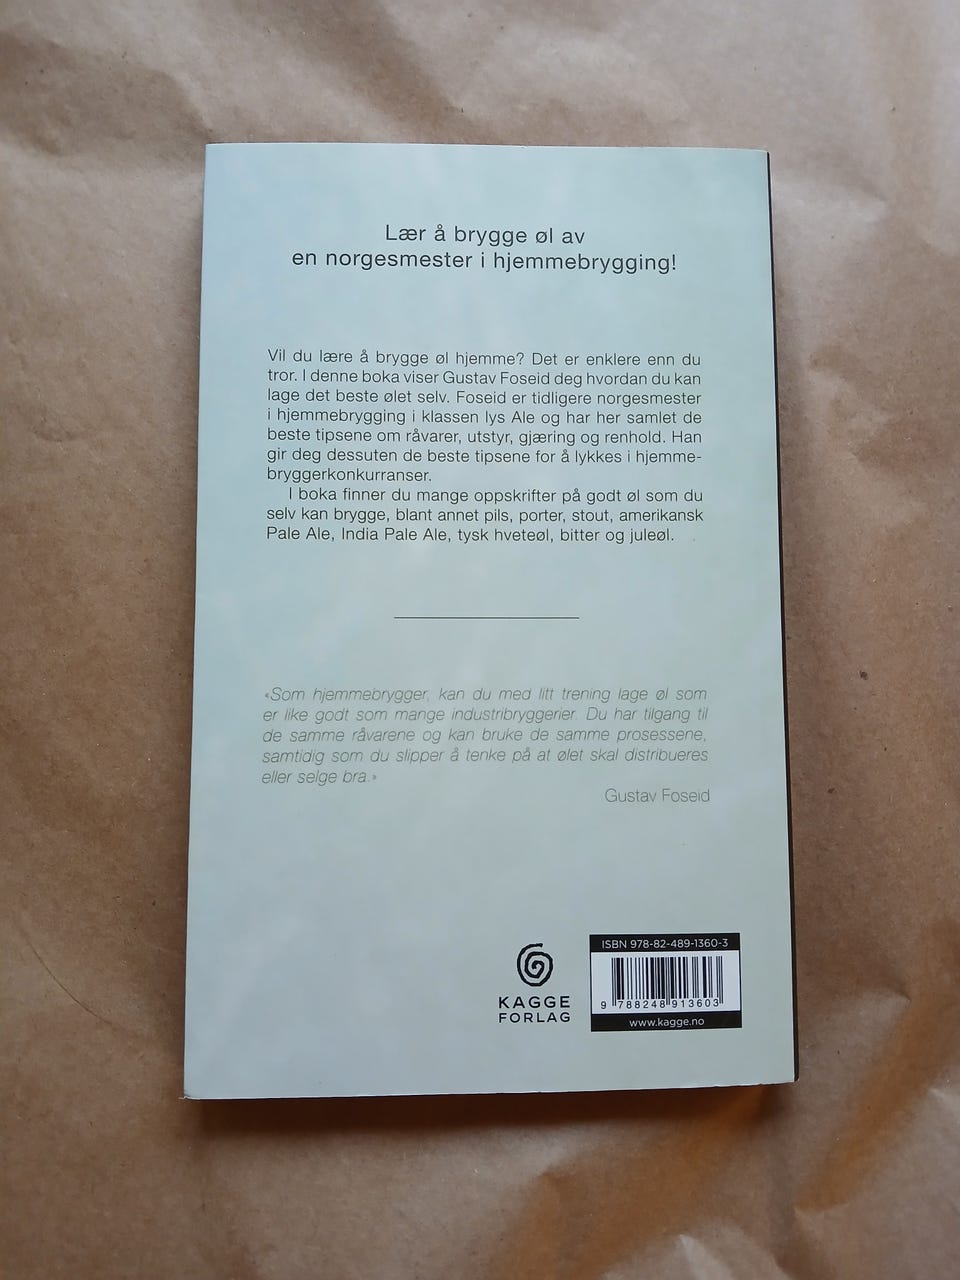 Lær å brygge øl av
en norgesmester i hjemmebrygging!
Vil du lære å brygge øl hjemme? Det er enklere enn du
tror. I denne boka viser Gustav Foseid deg hvordan du kan
lage det beste ølet selv. Foseid er tidligere norgesmester
i hjemmebrygging i klassen lys Ale og har her samlet de
beste tipsene om råvarer, utstyr, gjæring og renhold. Han
gir deg dessuten de beste tipsene for å lykkes i hjemme-
bryggerkonkurranser.
I boka finner du mange oppskrifter på godt øl som du
selv kan brygge, blant annet pils, porter, stout, amerikansk
Pale Ale, India Pale Ale, tysk hveteøl, bitter og juleøl.
«Som hjemmebrygger, kan du med litt trening lage øl som
er like godt som mange industribryggerier. Du har tilgang til
de samme råvarene og kan bruke de samme prosessene,
samtidig som du slipper å tenke på at ølet skal distribueres
eller selge bra.»
Gustav Foseid
KAGGE
FORLAG
ISBN 978-82-489-1360-3
9 788248 913603
www.kagge.no